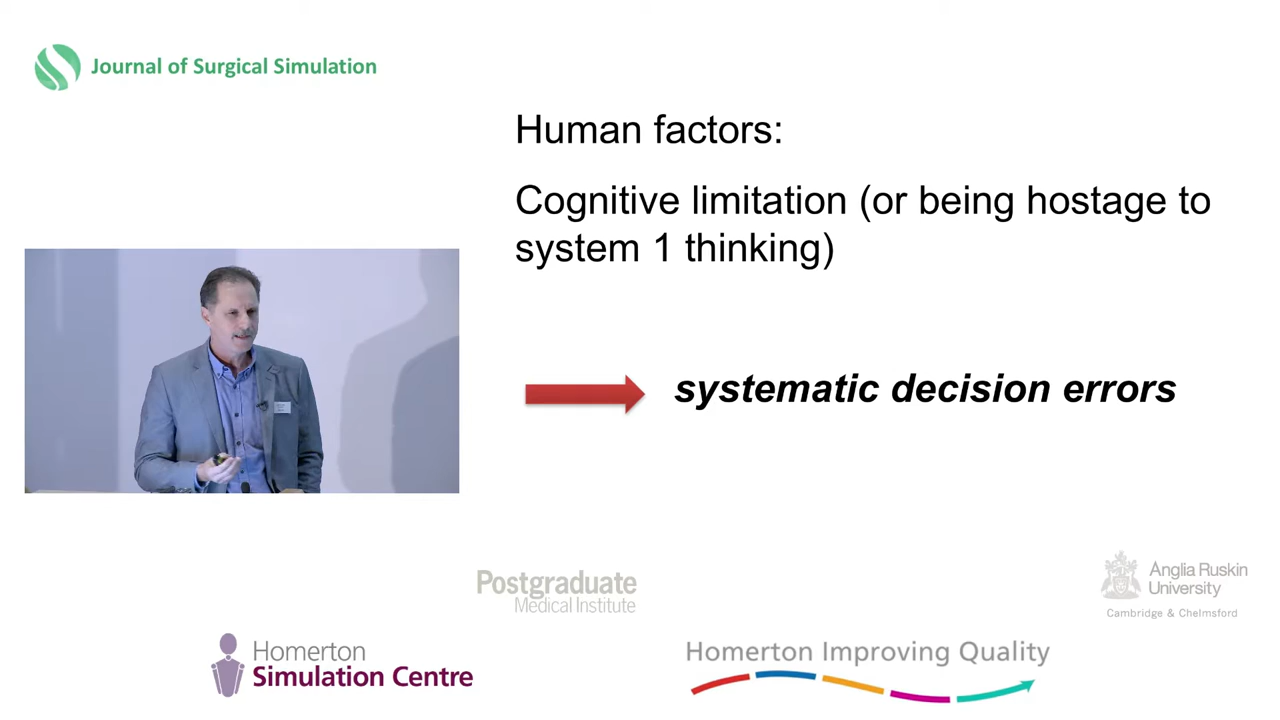 Journal of Surgical Simulation
Human factors:
Cognitive limitation (or being hostage to
system 1 thinking)
systematic decision errors
Postgraduate
Medical Institute
Anglia Ruskin
University
Cambridge & Chelmsford
Homerton
Simulation Centre
Homerton Improving Quality